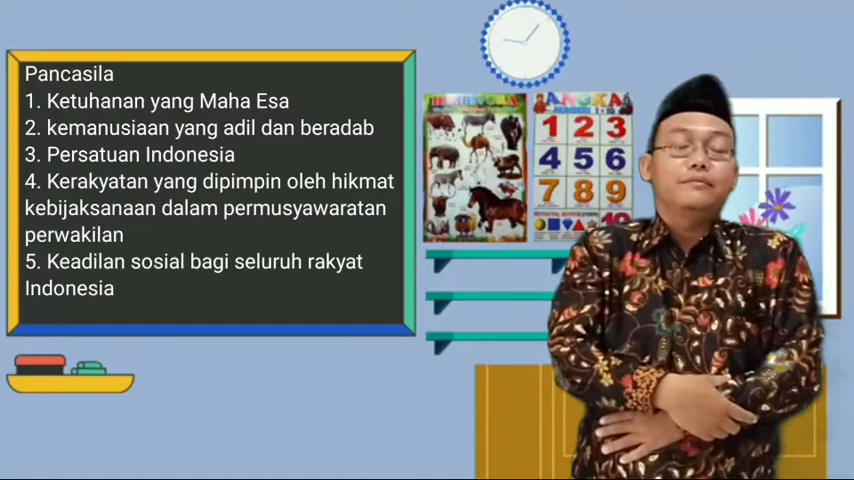 Pancasila
1. Ketuhanan yang Maha Esa
2. kemanusiaan yang adil dan beradab
3. Persatuan Indonesia
4. Kerakyatan yang dipimpin oleh hikmat
kebijaksanaan dalam permusyawaratan
perwakilan
5. Keadilan sosial bagi seluruh rakyat
Indonesia
ANGKA
1 2 3
4 5 6
7 8 9
10